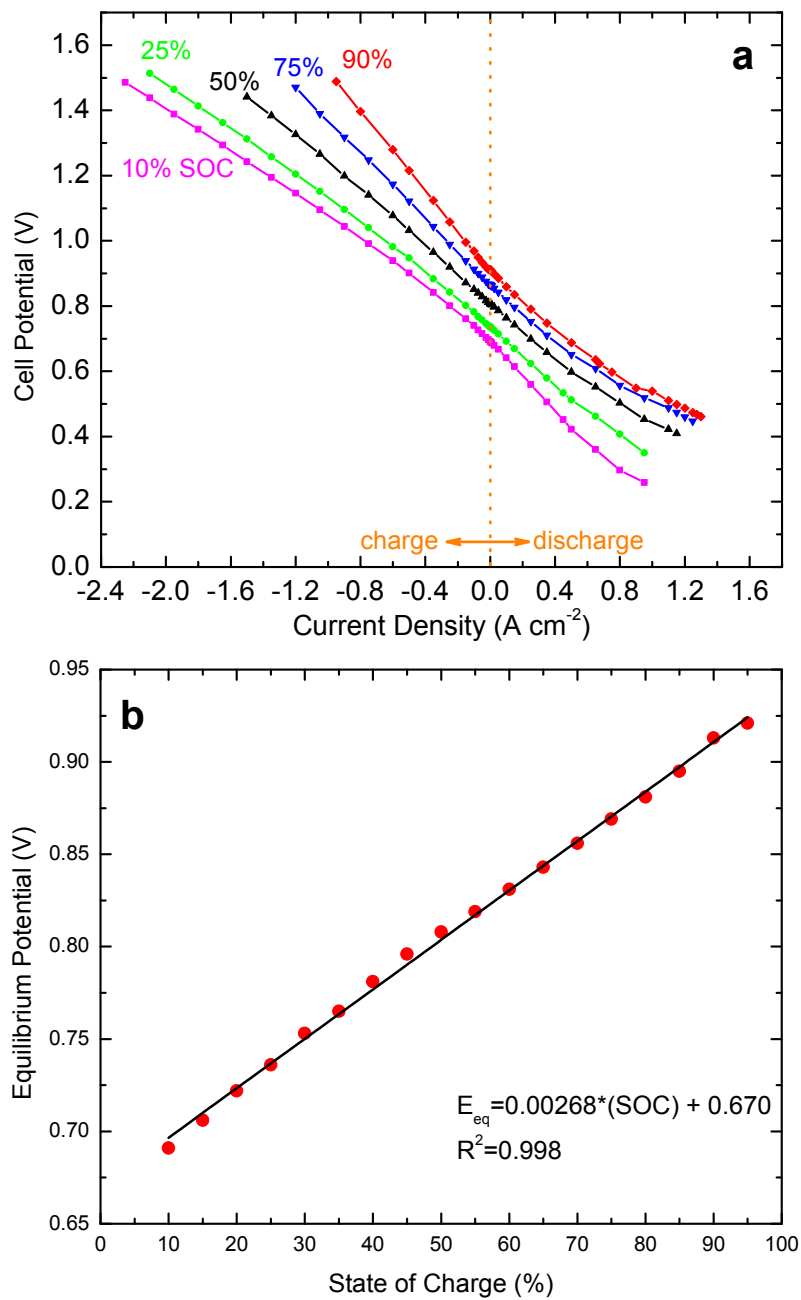 a
1.6
1.4
1.2
1.0
0.8
0.6
0.4
0.2
0.0
Cell Potential (V)
25%
50%
75%
90%
10% SOC
charge
discharge
-2.4 -2.0 -1.6 -1.2 -0.8 -0.4 0.0 0.4 0.8 1.2 1.6
Current Density (A cm⁻²)
b
0.95
0.90
0.85
0.80
0.75
0.70
0.65
Equilibrium Potential (V)
E_eq=0.00268*(SOC) + 0.670
R²=0.998
0 10 20 30 40 50 60 70 80 90 100
State of Charge (%)